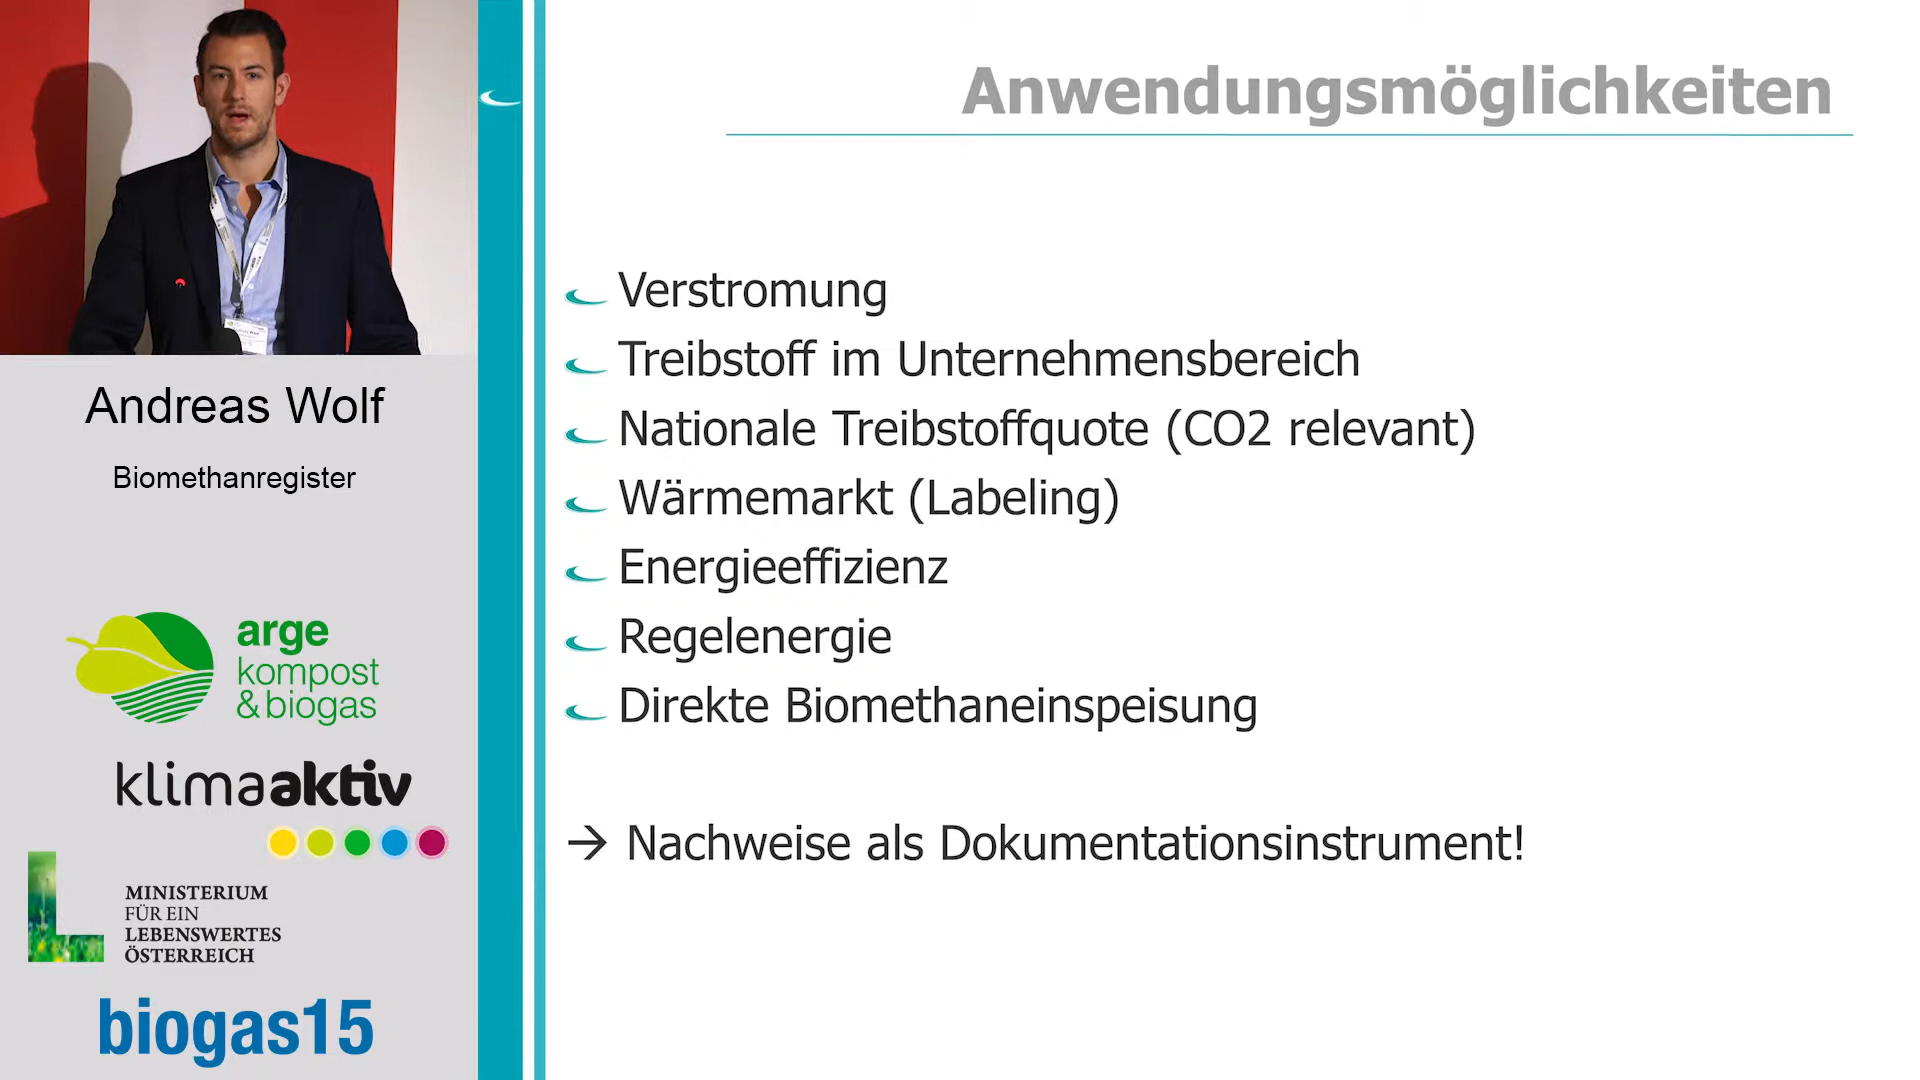 Anwendungsmöglichkeiten
Verstromung
Treibstoff im Unternehmensbereich
Nationale Treibstoffquote (CO2 relevant)
Wärmemarkt (Labeling)
Energieeffizienz
Regelenergie
Direkte Biomethaneinspeisung
→ Nachweise als Dokumentationsinstrument!
Andreas Wolf
Biomethanregister
arge
kompost
& biogas
klimaaktiv
MINISTERIUM
FÜR EIN
LEBENSWERTES
ÖSTERREICH
biogas15